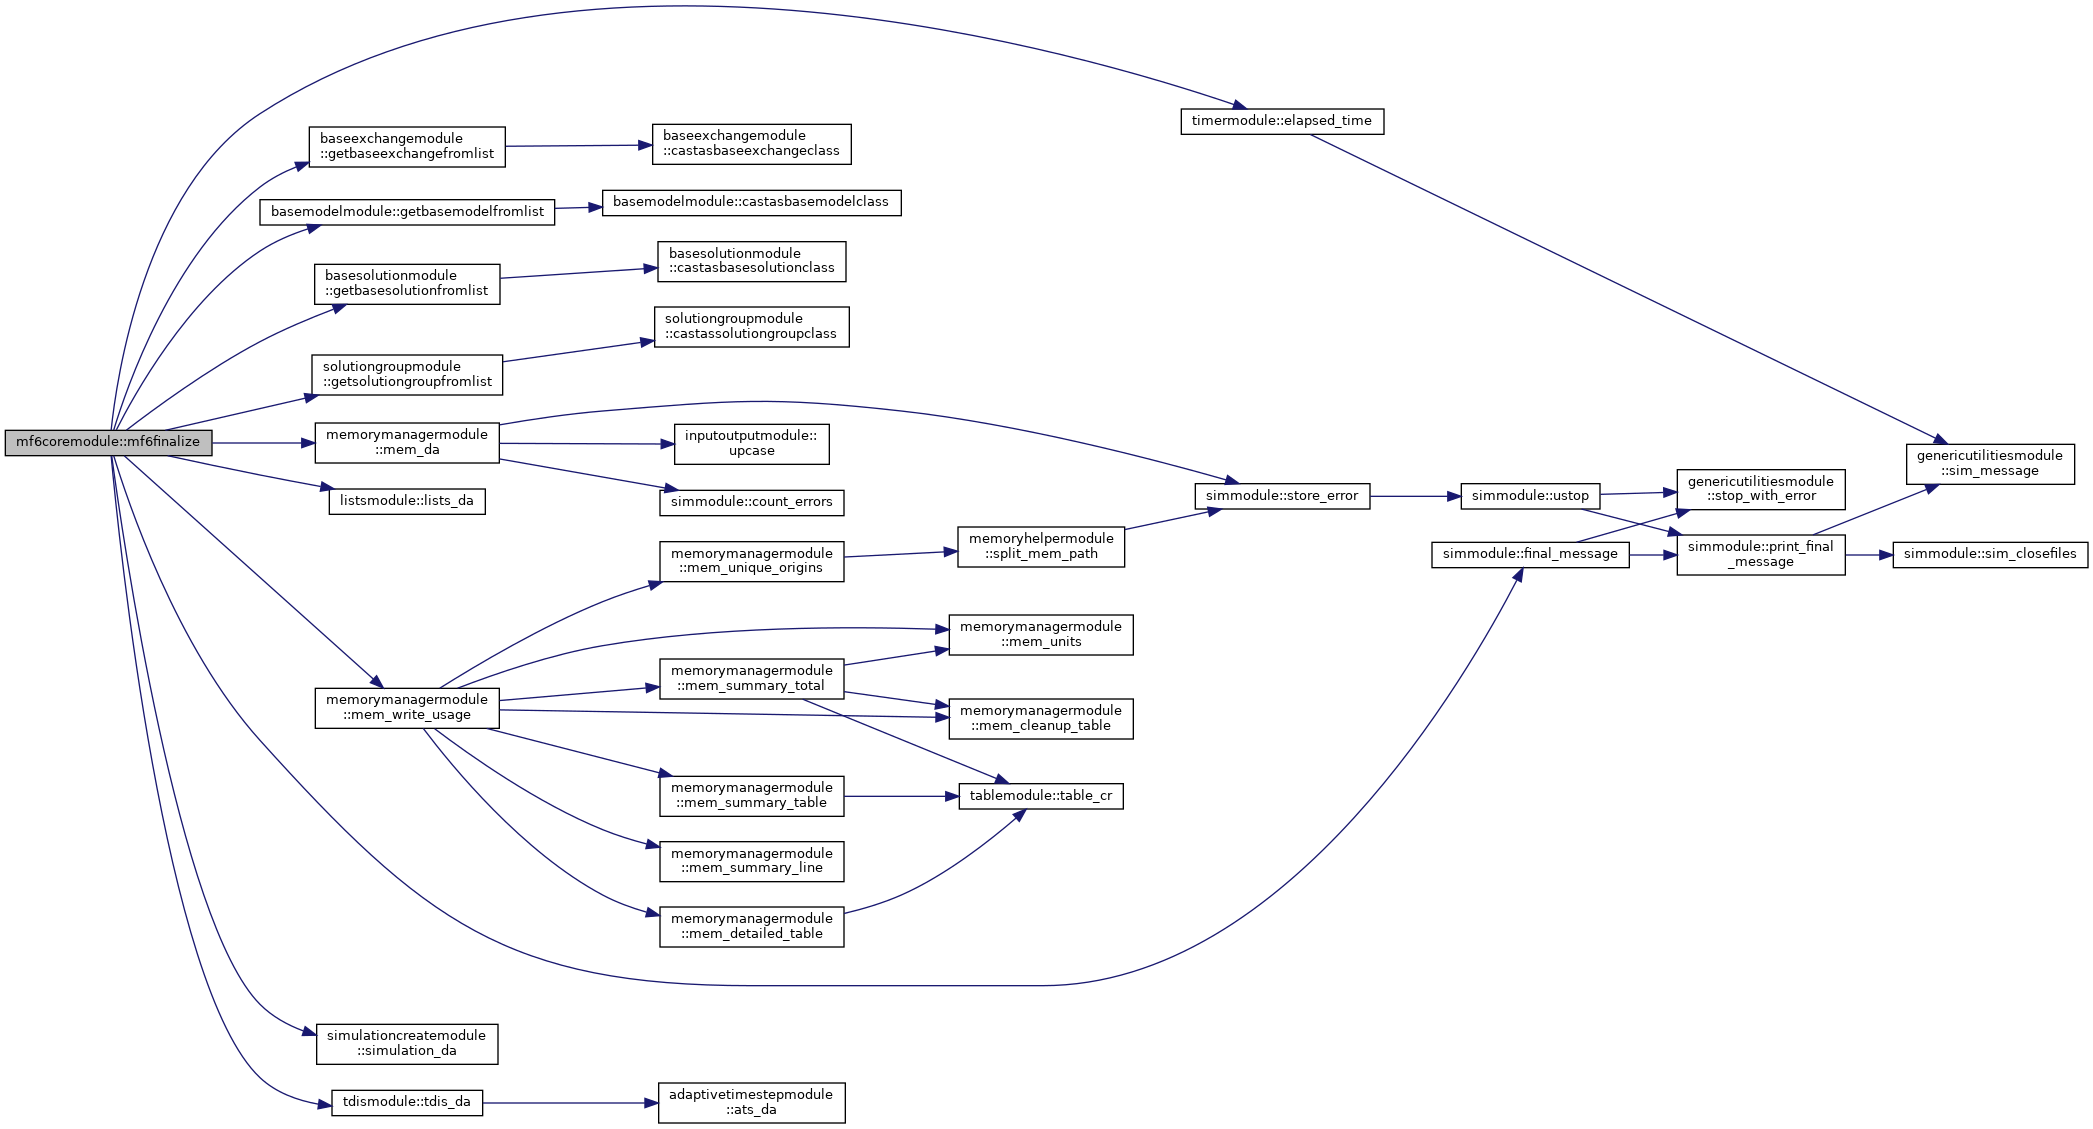 mf6coremodule::mf6finalize
timermodule::elapsed_time
baseexchangemodule
::getbaseexchangefromlist
baseexchangemodule
::castasbaseexchangeclass
basemodelmodule::getbasemodelfromlist
basemodelmodule::castasbasemodelclass
basesolutionmodule
::getbasesolutionfromlist
basesolutionmodule
::castasbasesolutionclass
solutiongroupmodule
::getsolutiongroupfromlist
solutiongroupmodule
::castassolutiongroupclass
memorymanagermodule
::mem_da
inputoutputmodule::
upcase
simmodule::count_errors
listsmodule::lists_da
simmodule::store_error
simmodule::ustop
genericutilitiesmodule
::stop_with_error
genericutilitiesmodule
::sim_message
simmodule::final_message
simmodule::print_final
_message
simmodule::sim_closefiles
memorymanagermodule
::mem_write_usage
memorymanagermodule
::mem_unique_origins
memoryhelpermodule
::split_mem_path
memorymanagermodule
::mem_units
memorymanagermodule
::mem_summary_total
memorymanagermodule
::mem_cleanup_table
memorymanagermodule
::mem_summary_table
tablemodule::table_cr
memorymanagermodule
::mem_summary_line
memorymanagermodule
::mem_detailed_table
simulationcreatemodule
::simulation_da
tdismodule::tdis_da
adaptivetimestepmodule
::ats_da